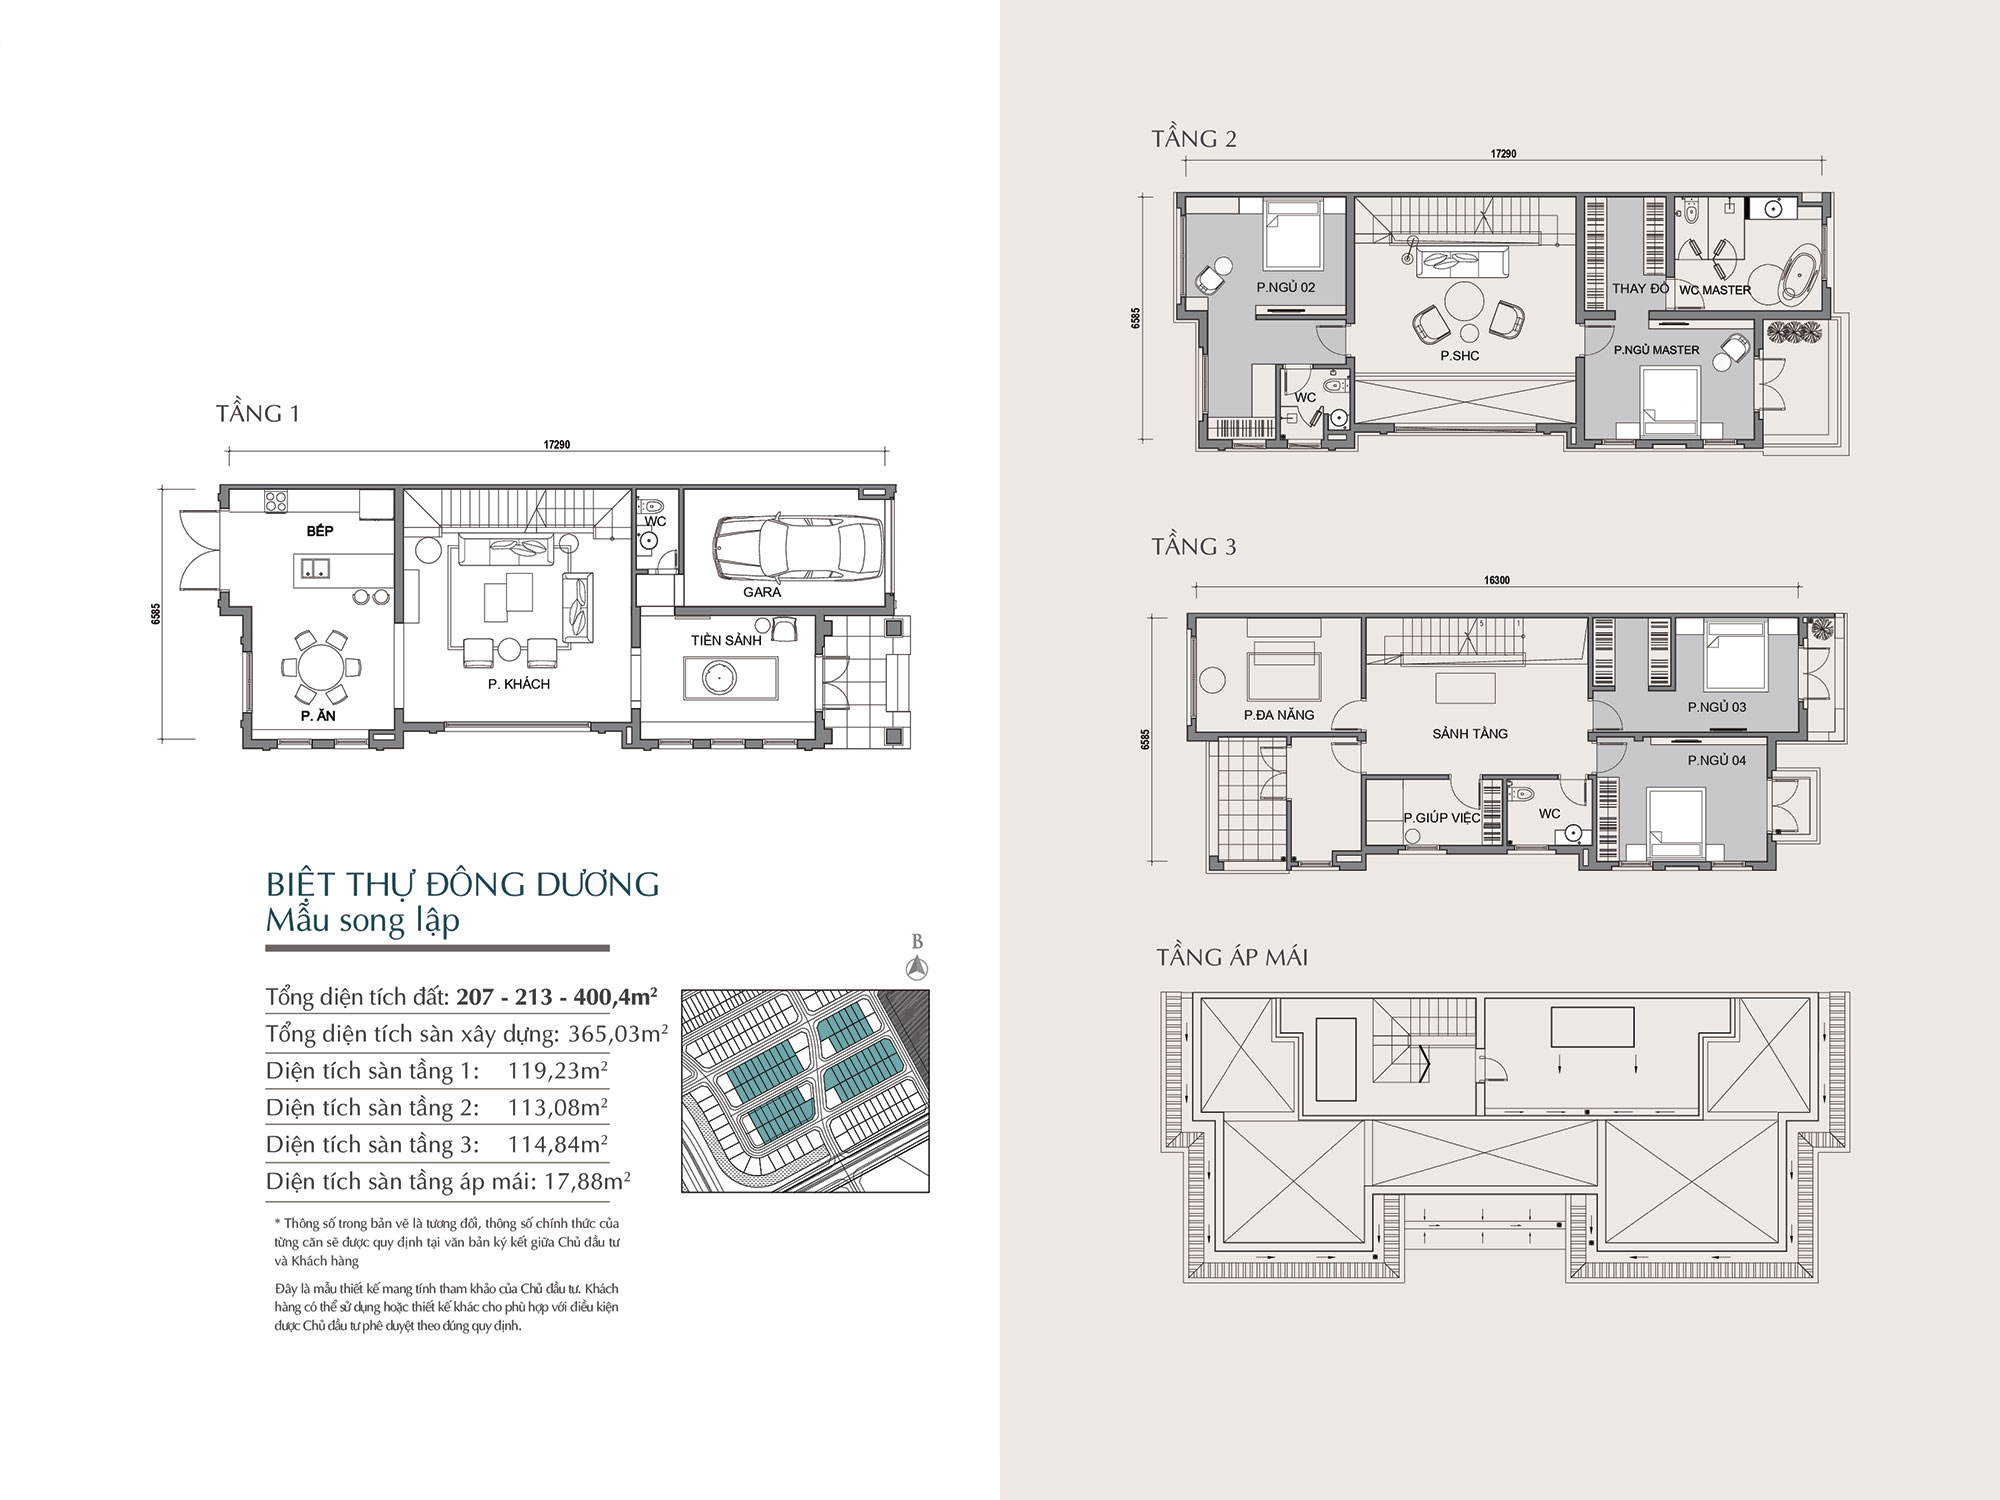 TẦNG 1
17290
6585
BẾP
P. ĂN
P. KHÁCH
WC
GARA
TIỀN SẢNH
BIỆT THỰ ĐÔNG DƯƠNG
Mẫu song lập
Tổng diện tích đất: 207 - 213 - 400,4m²
Tổng diện tích sàn xây dựng: 365,03m²
Diện tích sàn tầng 1: 119,23m²
Diện tích sàn tầng 2: 113,08m²
Diện tích sàn tầng 3: 114,84m²
Diện tích sàn tầng áp mái: 17,88m²
* Thông số trong bản vẽ là tương đối, thông số chính thức của
từng căn sẽ được quy định tại văn bản ký kết giữa Chủ đầu tư
và Khách hàng
Đây là mẫu thiết kế mang tính tham khảo của Chủ đầu tư. Khách
hàng có thể sử dụng hoặc thiết kế khác cho phù hợp với điều kiện
được Chủ đầu tư phê duyệt theo đúng quy định.
B
TẦNG 2
17290
6585
P.NGỦ 02
WC
P.SHC
THAY ĐỒ
WC MASTER
P.NGỦ MASTER
TẦNG 3
16300
6585
P.ĐA NĂNG
5
1
SẢNH TẦNG
P.NGỦ 03
P.NGỦ 04
P.GIÚP VIỆC
WC
TẦNG ÁP MÁI